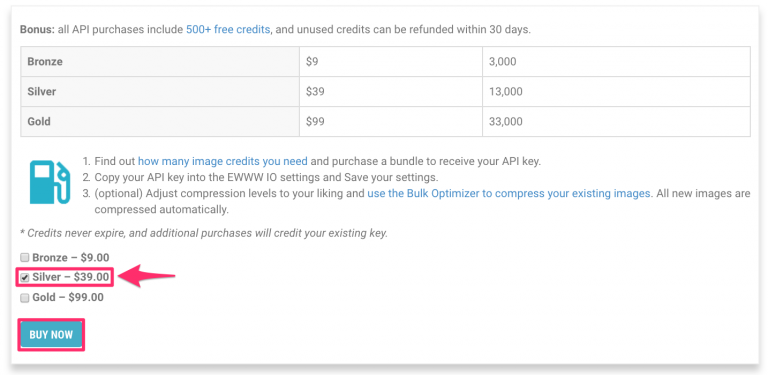 Bonus: all API purchases include 500+ free credits, and unused credits can be refunded within 30 days.
Bronze $9 3,000
Silver $39 13,000
Gold $99 33,000
1. Find out how many image credits you need and purchase a bundle to receive your API key.
2. Copy your API key into the EWWW IO settings and Save your settings.
3. (optional) Adjust compression levels to your liking and use the Bulk Optimizer to compress your existing images. All new images are
compressed automatically.
* Credits never expire, and additional purchases will credit your existing key.
Bronze – $9.00
Silver – $39.00
Gold – $99.00
BUY NOW